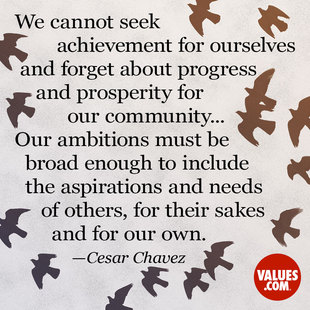 We cannot seek
achievement for ourselves
and forget about progress
and prosperity for
our community...
Our ambitions must be
broad enough to include
the aspirations and needs
of others, for their sakes
and for our own.
—Cesar Chavez
VALUES
.COM